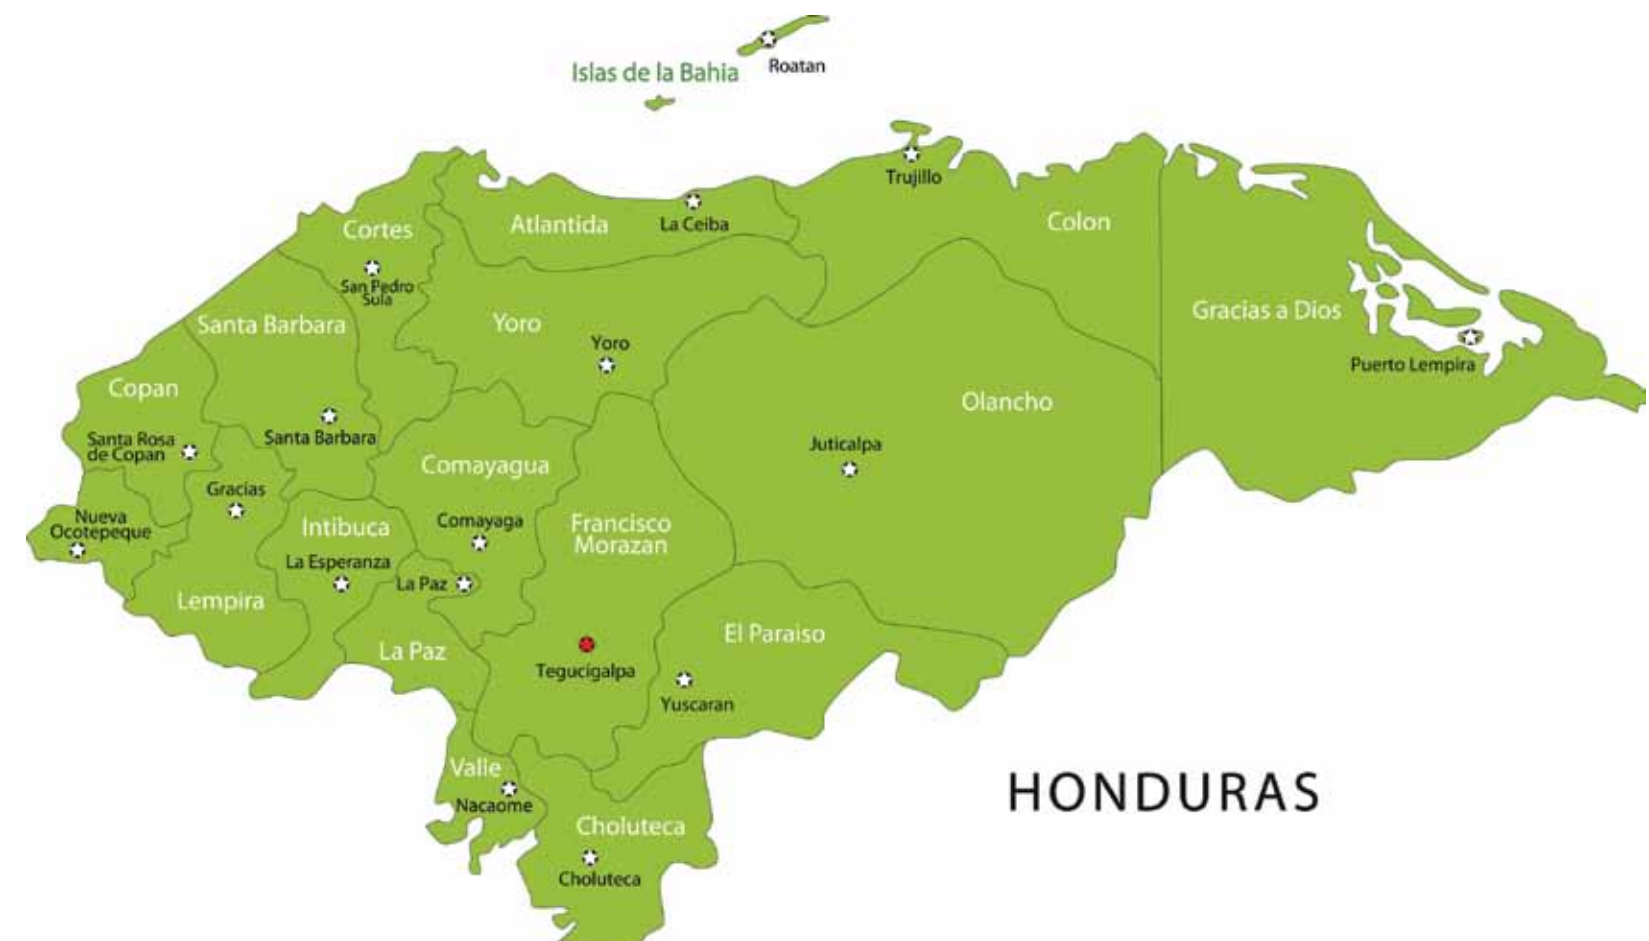 Roatan
Islas de la Bahia
Trujillo
Atlantida
La Ceiba
Colon
Cortes
San Pedro
Sula
Gracias a Dios
Santa Barbara
Yoro
Yoro
Puerto Lempira
Copan
Olancho
Santa Barbara
Santa Rosa
de Copan
Juticalpa
Comayagua
Gracias
Nueva
Ocotepeque
Intibuca
Comayaga
Francisco
Morazan
La Esperanza
La Paz
Lempira
El Paraiso
La Paz
Tegucigalpa
Yuscaran
Valle
Nacaome
HONDURAS
Choluteca
Choluteca